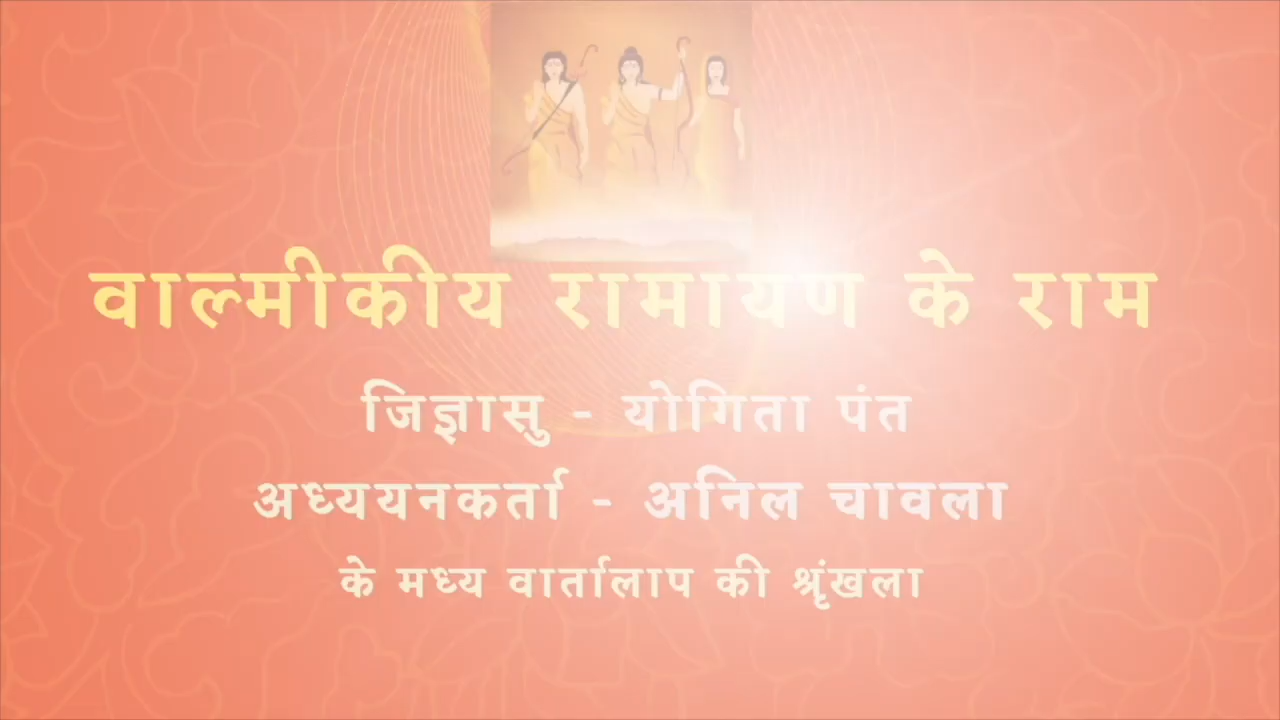 वाल्मीकीय रामायण के राम
जिज्ञासु - योगिता पंत
अध्ययनकर्ता - अनिल चावला
के मध्य वार्तालाप की श्रृंखला